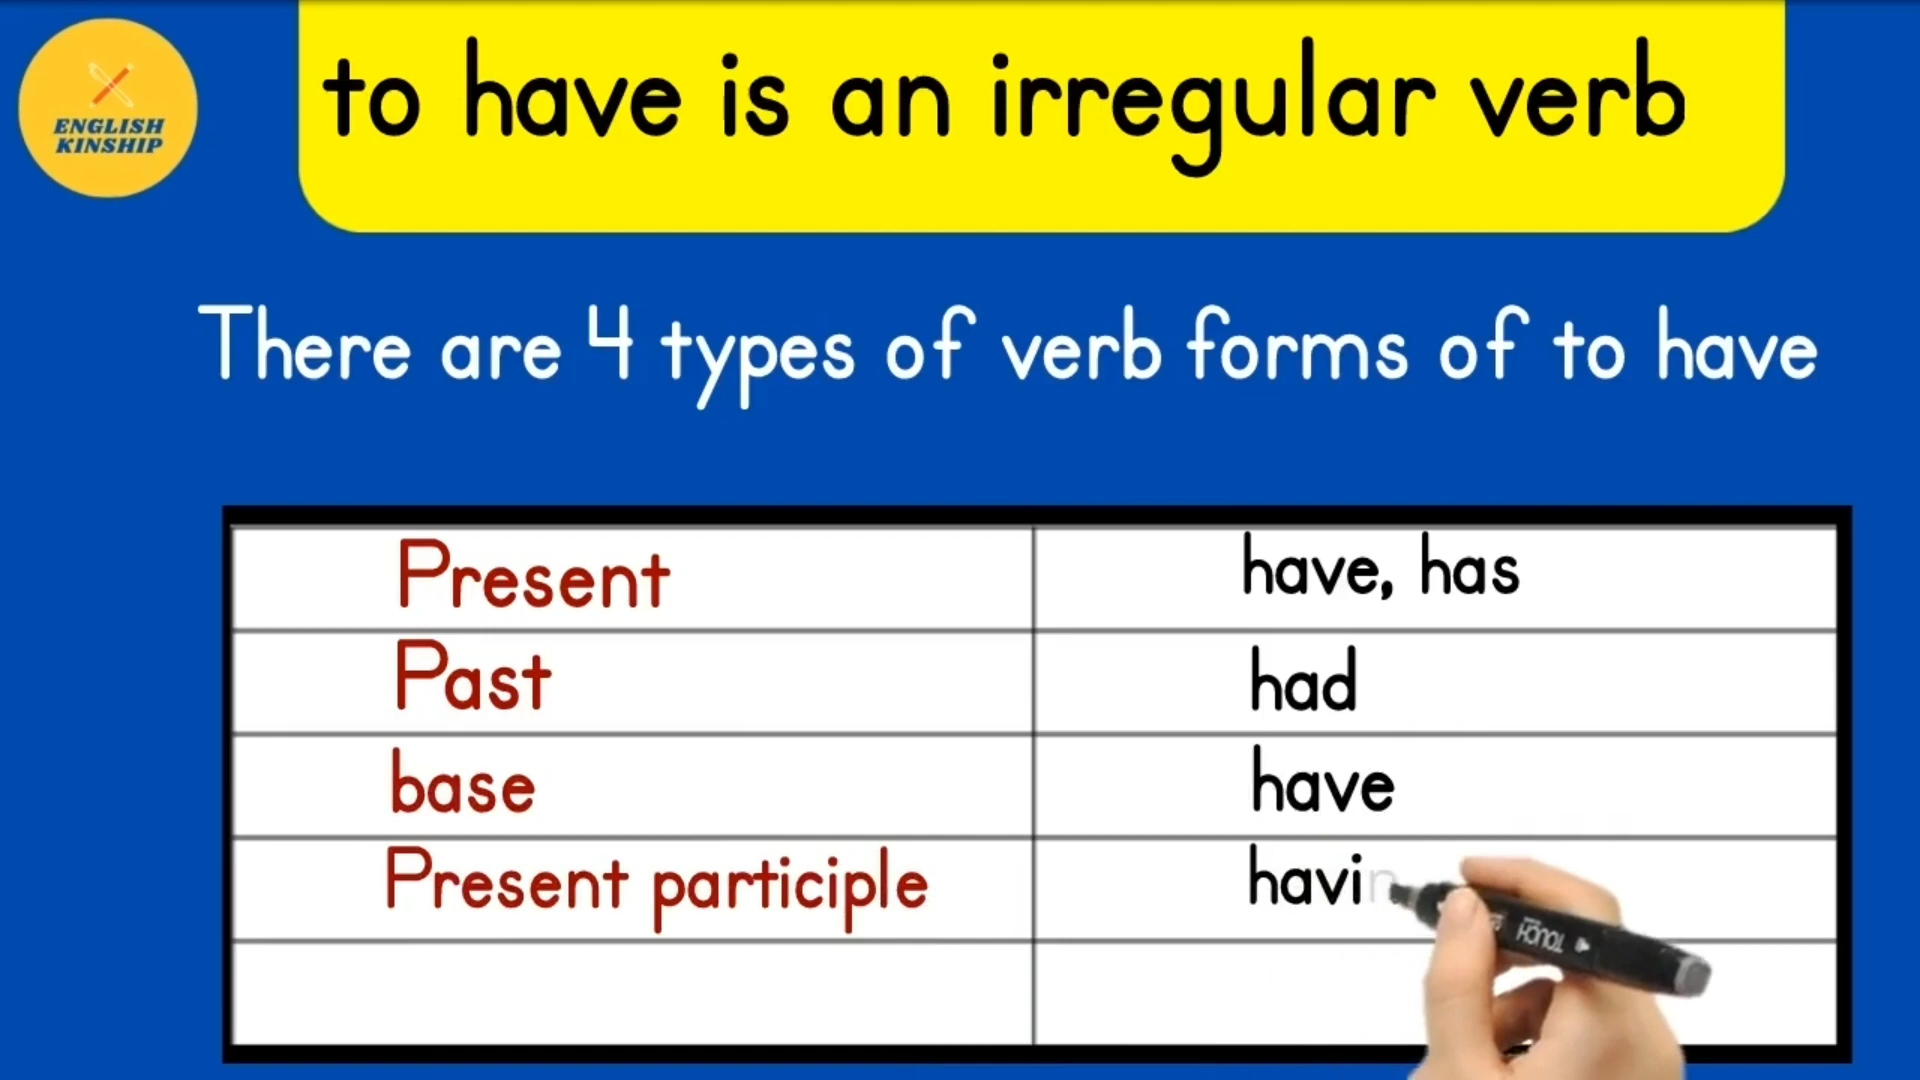 ENGLISH
KINSHIP
to have is an irregular verb
There are 4 types of verb forms of to have
Present
have, has
Past
had
base
have
Present participle
havin
TOUCH